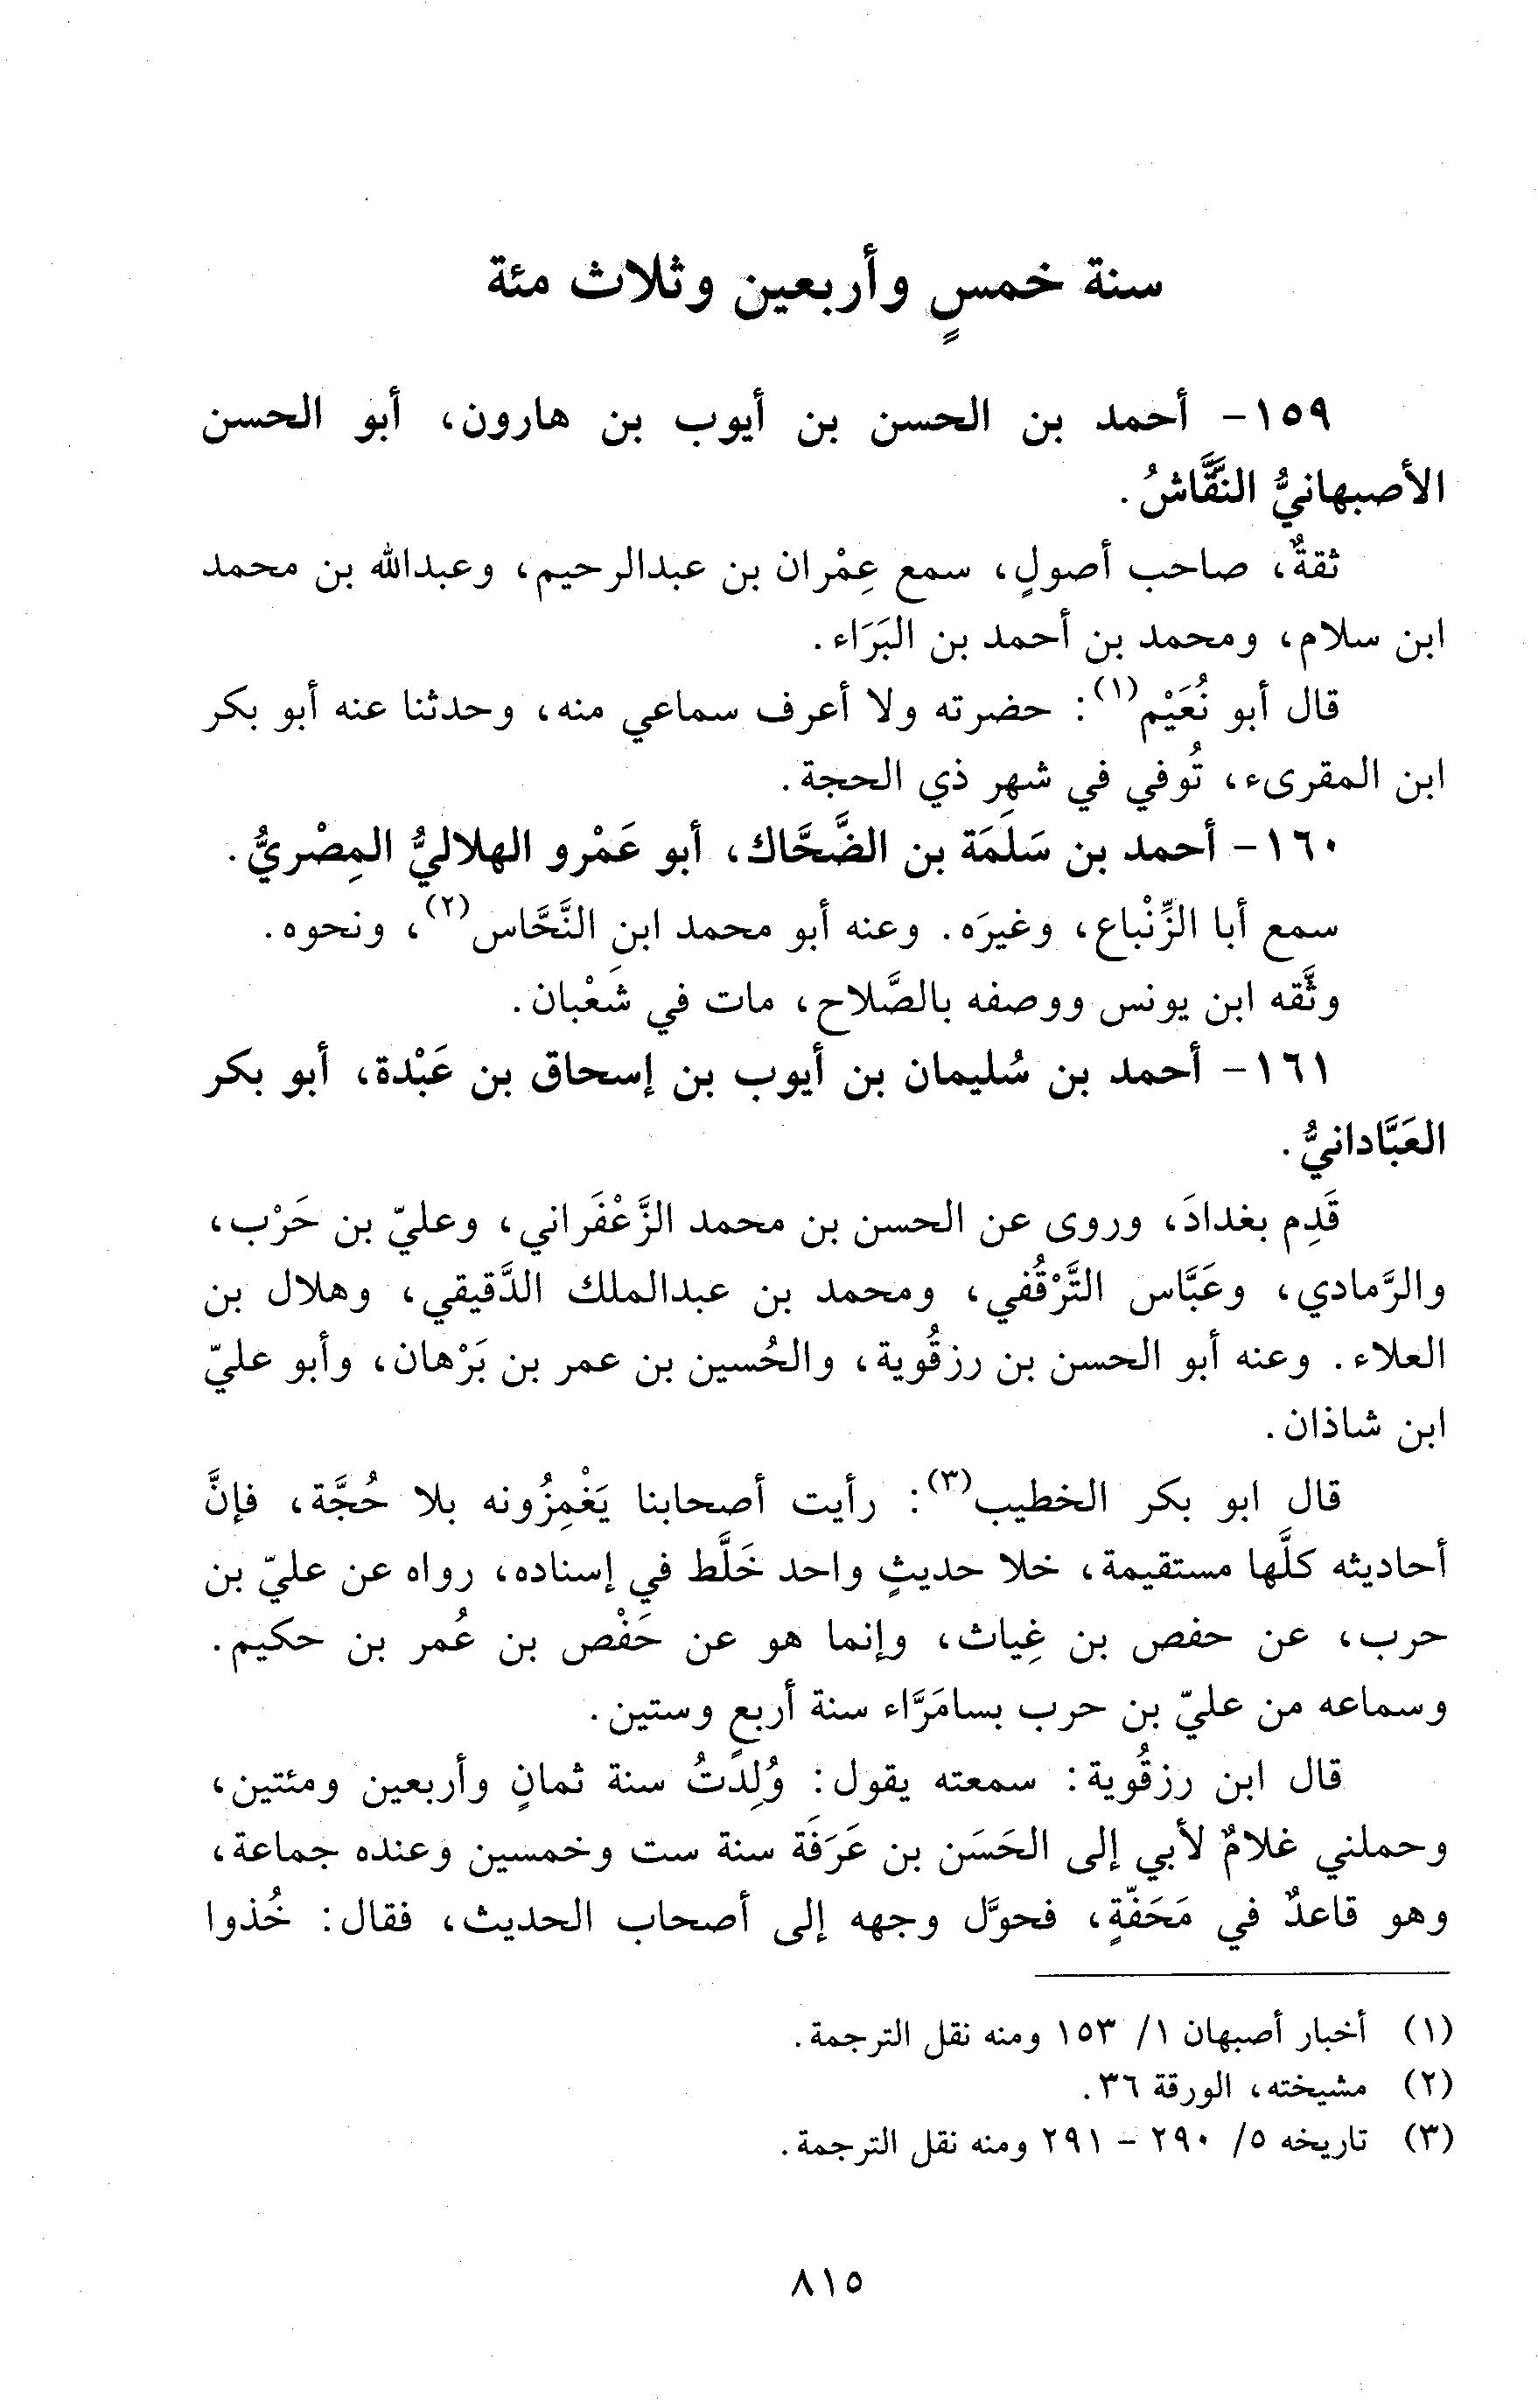 سنة خمسٍ وأربعين وثلاث مئة
١٥٩- أحمد بن الحسن بن أيوب بن هارون، أبو الحسن
الأصبهانيُّ النَّقَّاشُ.
ثقةٌ، صاحب أصولٍ، سمع عِمْران بن عبدالرحيم، وعبدالله بن محمد
ابن سلام، ومحمد بن أحمد بن البَرَاء.
قال أبو نُعَيْم(١): حضرته ولا أعرف سماعي منه، وحدثنا عنه أبو بكر
ابن المقرىء، تُوفي في شهرِ ذي الحجة.
١٦٠- أحمد بن سَلَمَة بن الضَّحَّاك، أبو عَمْرو الهلاليُّ المِصْريُّ.
سمع أبا الزِّنْباع، وغيرَه. وعنه أبو محمد ابن النَّحَّاس(٢)، ونحوه.
وثَّقه ابن يونس ووصفه بالصَّلاح، مات في شَعْبان.
١٦١- أحمد بن سُليمان بن أيوب بن إسحاق بن عَبْدة، أبو بكر
العَبَّادانيُّ.
قَدِم بغدادَ، وروى عن الحسن بن محمد الزَّعْفَراني، وعليّ بن حَرْب،
والرَّمادي، وعَبَّاس التَّرْقُفي، ومحمد بن عبدالملك الدَّقيقي، وهلال بن
العلاء. وعنه أبو الحسن بن رزقُوية، والحُسين بن عمر بن بَرْهان، وأبو عليّ
ابن شاذان.
قال ابو بكر الخطيب(٣): رأيت أصحابنا يَغْمِزُونه بلا حُجَّة، فإنَّ
أحاديثه كلَّها مستقيمة، خلا حديثٍ واحد خَلَّط في إسناده، رواه عن عليّ بن
حرب، عن حفص بن غِياث، وإنما هو عن حَفْص بن عُمر بن حكيم.
وسماعه من عليّ بن حرب بسامَرَّاء سنة أربعٍ وستين.
قال ابن رزقُوية: سمعته يقول: وُلِدْتُ سنة ثمانٍ وأربعين ومئتين،
وحملني غلامٌ لأبي إلى الحَسَن بن عَرَفَة سنة ست وخمسين وعنده جماعة،
وهو قاعدٌ في مَحَفّةٍ، فحوَّل وجهه إلى أصحاب الحديث، فقال: خُذوا
(١) أخبار أصبهان ١/ ١٥٣ ومنه نقل الترجمة.
(٢) مشيخته، الورقة ٣٦.
(٣) تاريخه ٥/ ٢٩٠ - ٢٩١ ومنه نقل الترجمة.
٨١٥